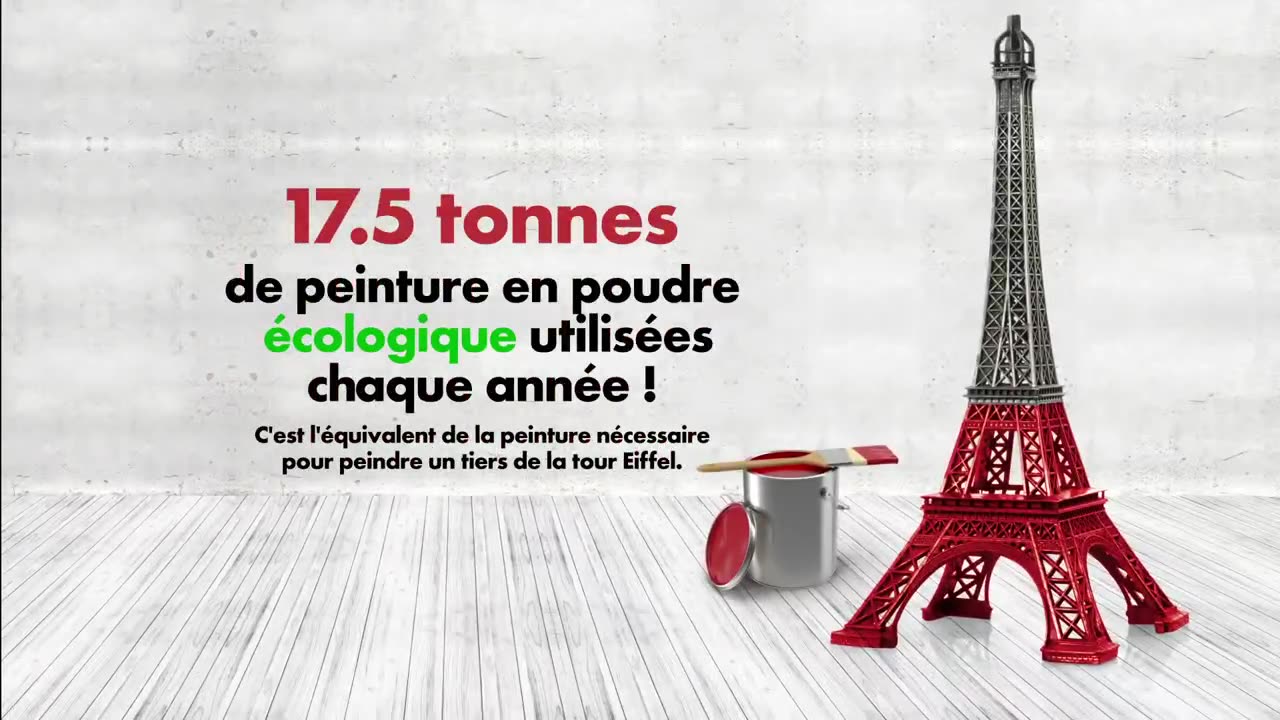 17.5 tonnes
de peinture en poudre
écologique utilisées
chaque année !
C'est l'équivalent de la peinture nécessaire
pour peindre un tiers de la tour Eiffel.